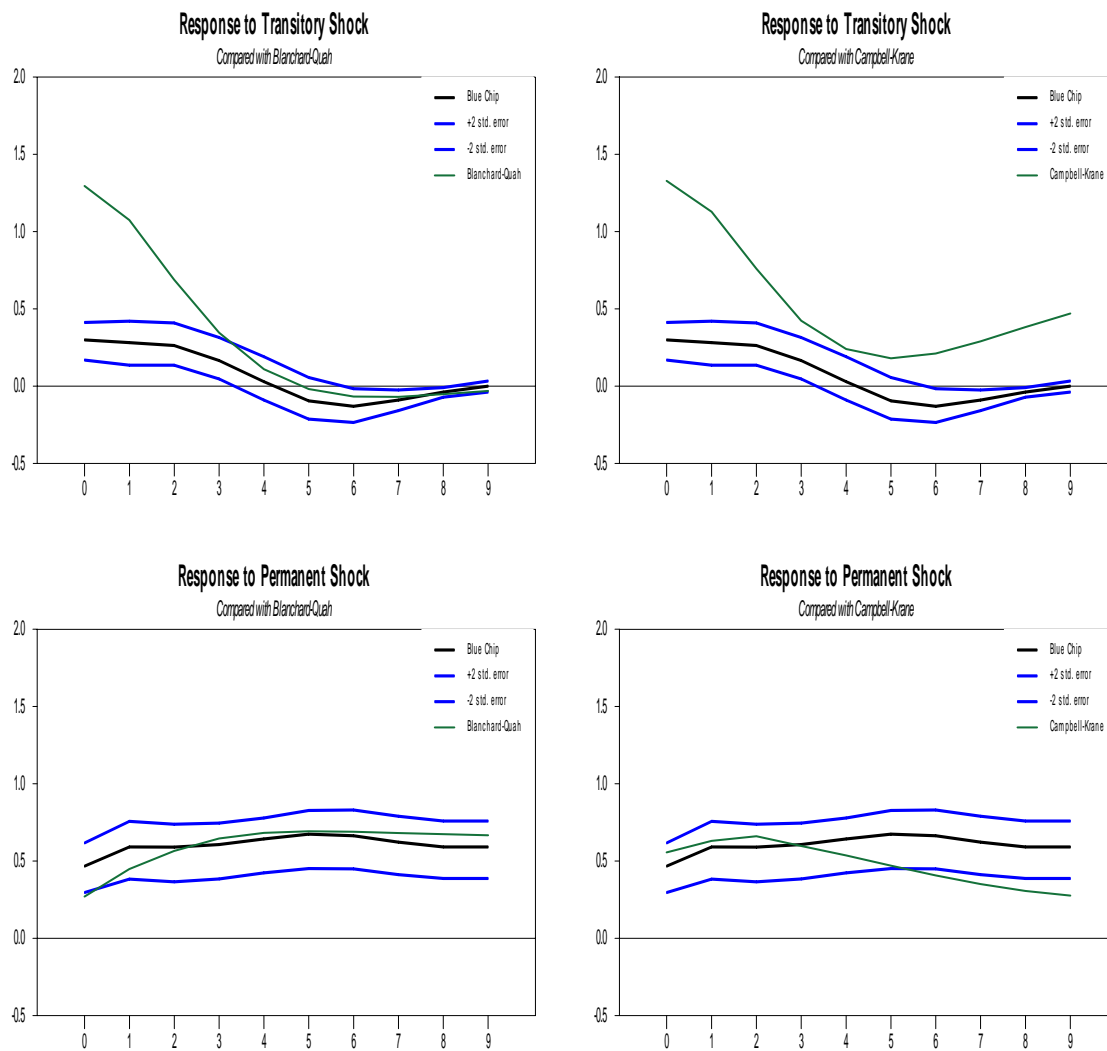 Response to Transitory Shock
Compared with Blanchard-Quah
2.0
1.5
1.0
0.5
0.0
-0.5
Blue Chip
+2 std. error
-2 std. error
Blanchard-Quah
0 1 2 3 4 5 6 7 8 9
Response to Transitory Shock
Compared with Campbell-Krane
2.0
1.5
1.0
0.5
0.0
-0.5
Blue Chip
+2 std. error
-2 std. error
Campbell-Krane
0 1 2 3 4 5 6 7 8 9
Response to Permanent Shock
Compared with Blanchard-Quah
2.0
1.5
1.0
0.5
0.0
-0.5
Blue Chip
+2 std. error
-2 std. error
Blanchard-Quah
0 1 2 3 4 5 6 7 8 9
Response to Permanent Shock
Compared with Campbell-Krane
2.0
1.5
1.0
0.5
0.0
-0.5
Blue Chip
+2 std. error
-2 std. error
Campbell-Krane
0 1 2 3 4 5 6 7 8 9